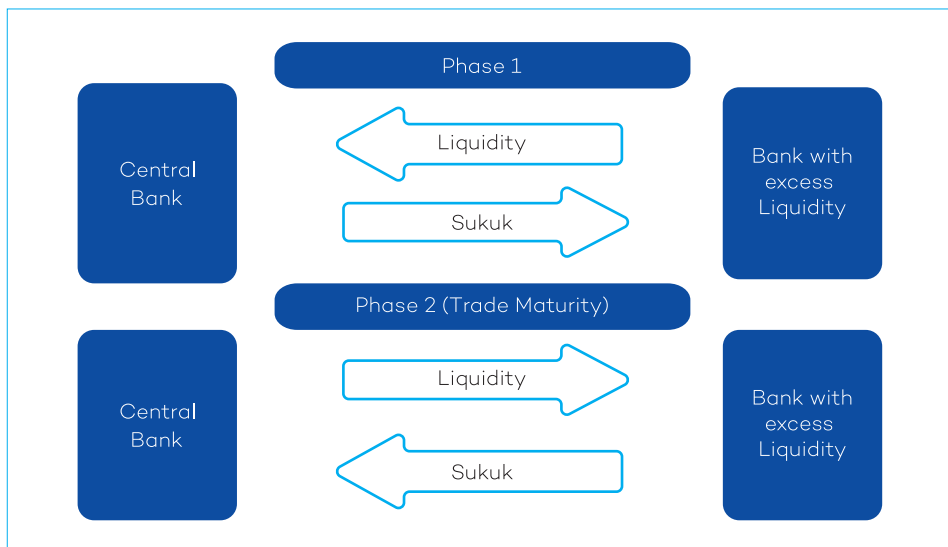 Phase 1
Central
Bank
Liquidity
Sukuk
Bank with
excess
Liquidity
Phase 2 (Trade Maturity)
Central
Bank
Liquidity
Sukuk
Bank with
excess
Liquidity